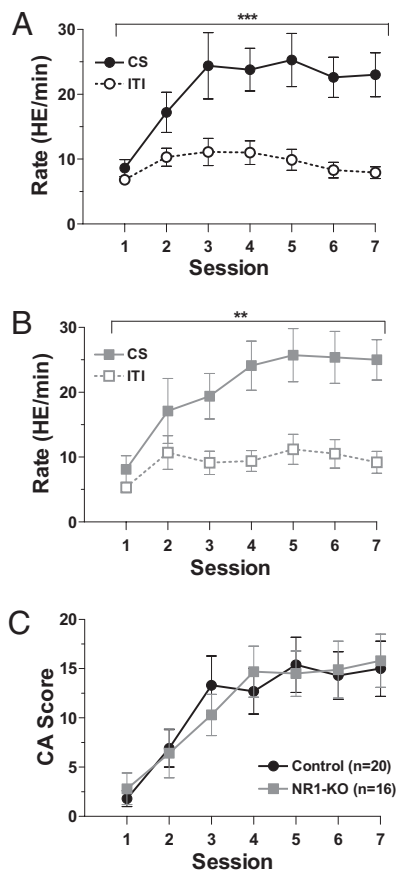 A
***
30
CS
ITI
20
10
0
Rate (HE/min)
1 2 3 4 5 6 7
Session
B
**
30
CS
ITI
20
10
0
Rate (HE/min)
1 2 3 4 5 6 7
Session
C
20
15
10
5
0
CA Score
Control (n=20)
NR1-KO (n=16)
1 2 3 4 5 6 7
Session